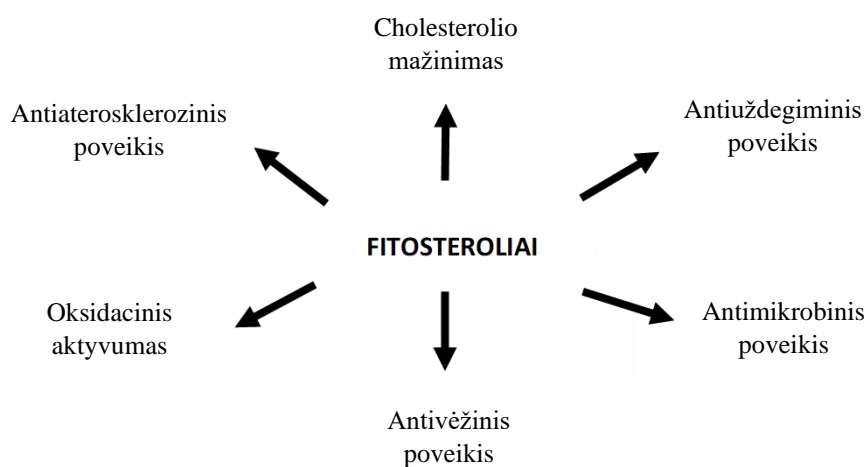 Cholesterolio
mažinimas
Antiaterosklerozinis
poveikis
Antiuždegiminis
poveikis
FITOSTEROLIAI
Oksidacinis
aktyvumas
Antimikrobinis
poveikis
Antivėžinis
poveikis